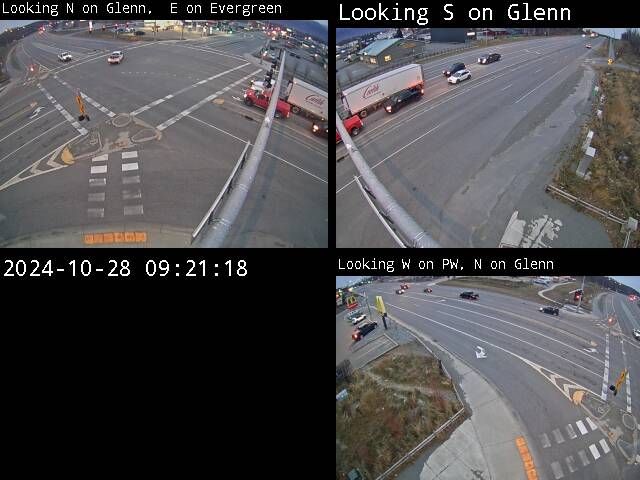 Looking N on Glenn,  E on Evergreen
Looking S on Glenn
2024-10-28 09:21:18
Looking W on PW, N on Glenn